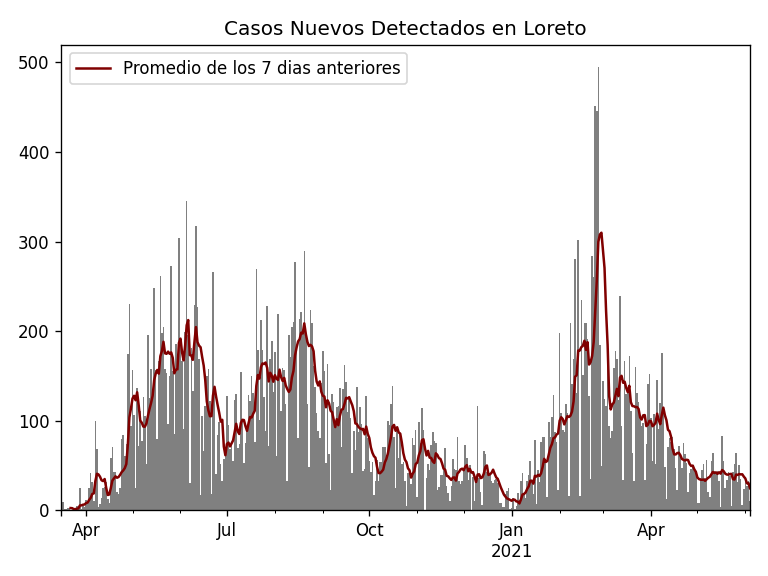 Casos Nuevos Detectados en Loreto
Promedio de los 7 dias anteriores
500
400
300
200
100
0
Apr Jul Oct Jan Apr
2021